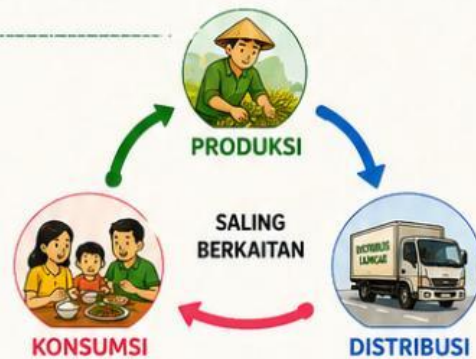 PRODUKSI
SALING
BERKAITAN
KONSUMSI
DISTRIBUSI